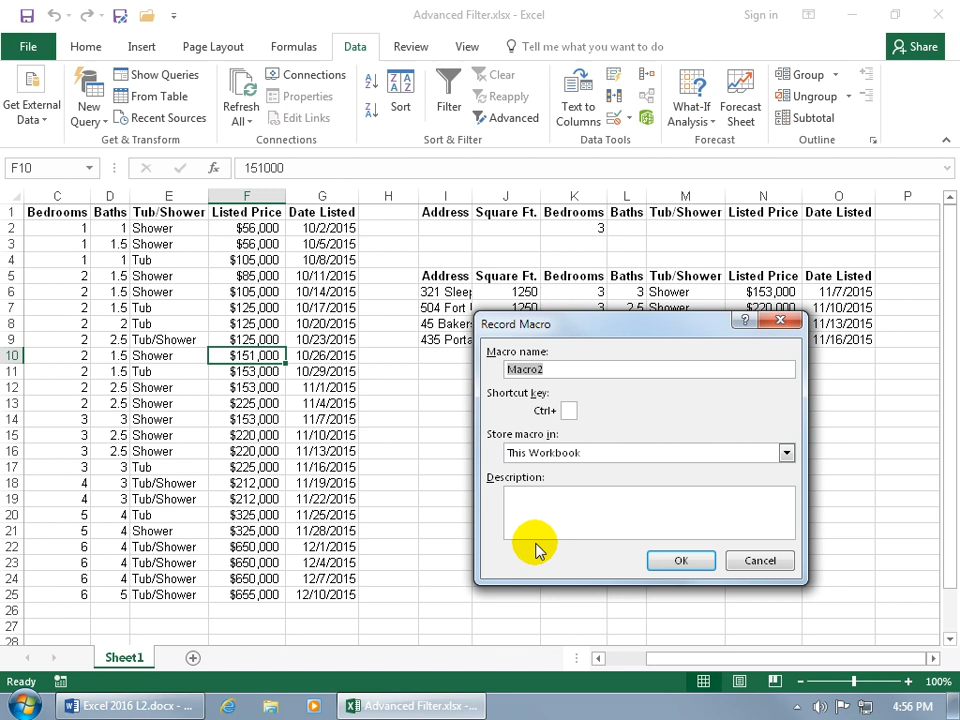 Advanced Filter.xlsx - Excel
Sign in
File Home Insert Page Layout Formulas Data Review View Tell me what you want to do Share
Get External Data
New Query
Show Queries
From Table
Recent Sources
Get & Transform
Refresh All
Connections
Properties
Edit Links
Connections
Sort
Filter
Clear
Reapply
Advanced
Sort & Filter
Text to Columns
Data Tools
What-If Analysis
Forecast Sheet
Forecast
Group
Ungroup
Subtotal
Outline
F10 fx 151000
C D E F G H I J K L M N O P
1 Bedrooms Baths Tub/Shower Listed Price Date Listed Address Square Ft. Bedrooms Baths Tub/Shower Listed Price Date Listed
2 1 1 Shower $56,000 10/2/2015 3
3 1 1.5 Shower $56,000 10/5/2015
4 1 1 Tub $105,000 10/8/2015
5 2 1.5 Shower $85,000 10/11/2015 Address Square Ft. Bedrooms Baths Tub/Shower Listed Price Date Listed
6 2 1.5 Shower $105,000 10/14/2015 321 Sleep 1250 3 3 Shower $153,000 11/7/2015
7 2 1.5 Tub $125,000 10/17/2015 504 Fort 1250 3 2.5 Shower $220,000 11/10/2015
8 2 2 Tub $125,000 10/20/2015 45 Baker 11/13/2015
9 2 2.5 Tub/Shower $125,000 10/23/2015 435 Porta 11/16/2015
10 2 1.5 Shower $151,000 10/26/2015
11 2 1.5 Tub $153,000 10/29/2015
12 2 2.5 Shower $153,000 11/1/2015
13 2 2.5 Shower $225,000 11/4/2015
14 3 3 Shower $153,000 11/7/2015
15 3 2.5 Shower $220,000 11/10/2015
16 3 2.5 Shower $220,000 11/13/2015
17 3 3 Tub $225,000 11/16/2015
18 4 3 Tub/Shower $212,000 11/19/2015
19 4 3 Tub/Shower $212,000 11/22/2015
20 5 4 Tub $325,000 11/25/2015
21 5 4 Shower $325,000 11/28/2015
22 6 4 Tub/Shower $650,000 12/1/2015
23 6 4 Tub/Shower $650,000 12/4/2015
24 6 4 Tub/Shower $650,000 12/7/2015
25 6 5 Tub/Shower $655,000 12/10/2015
26
27
28
Record Macro
Macro name:
Macro2
Shortcut key:
Ctrl+
Store macro in:
This Workbook
Description:
OK Cancel
Sheet1
Ready 100%
Excel 2016 L2.docx - ... Advanced Filter.xlsx -... 4:56 PM